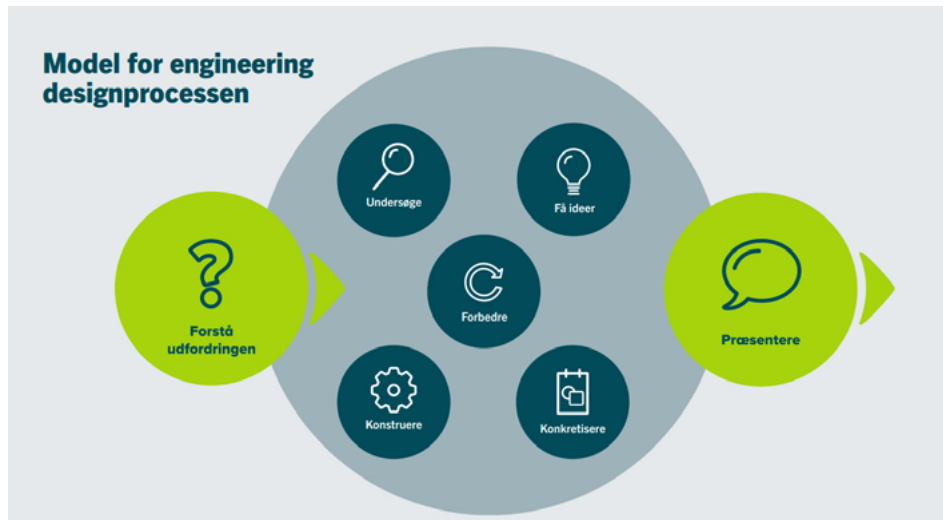 Model for engineering
designprocessen
Undersøge
Få ideer
Forstå
udfordringen
Forbedre
Præsentere
Konstruere
Konkretisere